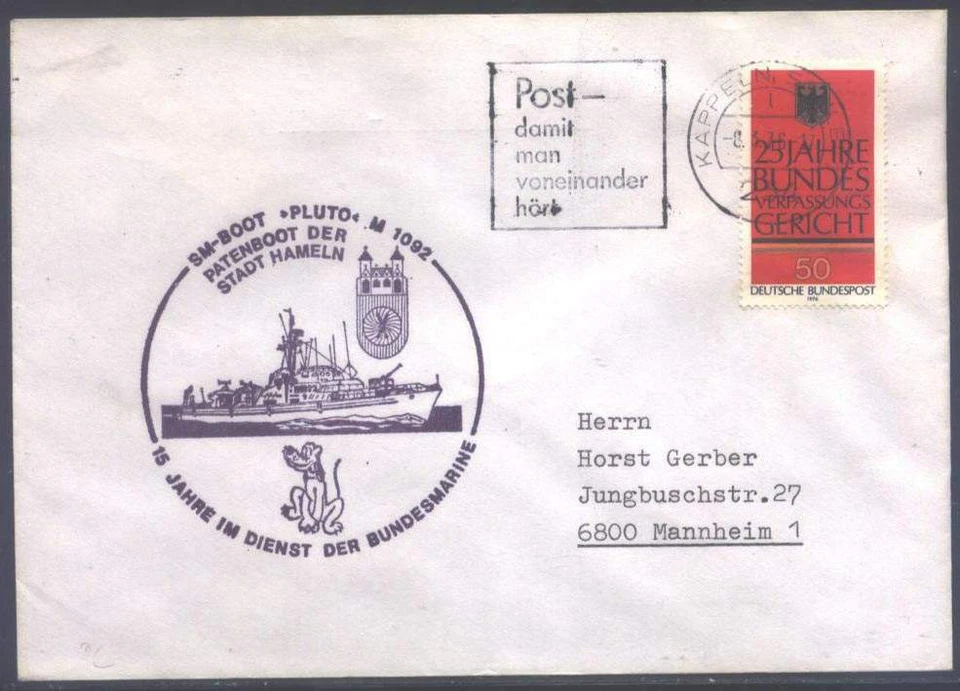 Post –
damit
man
voneinander
hört
KAPPELN
25 JAHRE
BUNDES
VERFASSUNGS
GERICHT
50
DEUTSCHE BUNDESPOST
1976
SM-BOOT »PLUTO« M 1092
PATENBOOT DER
STADT HAMELN
15 JAHRE IM DIENST DER BUNDESMARINE
Herrn
Horst Gerber
Jungbuschstr.27
6800 Mannheim 1